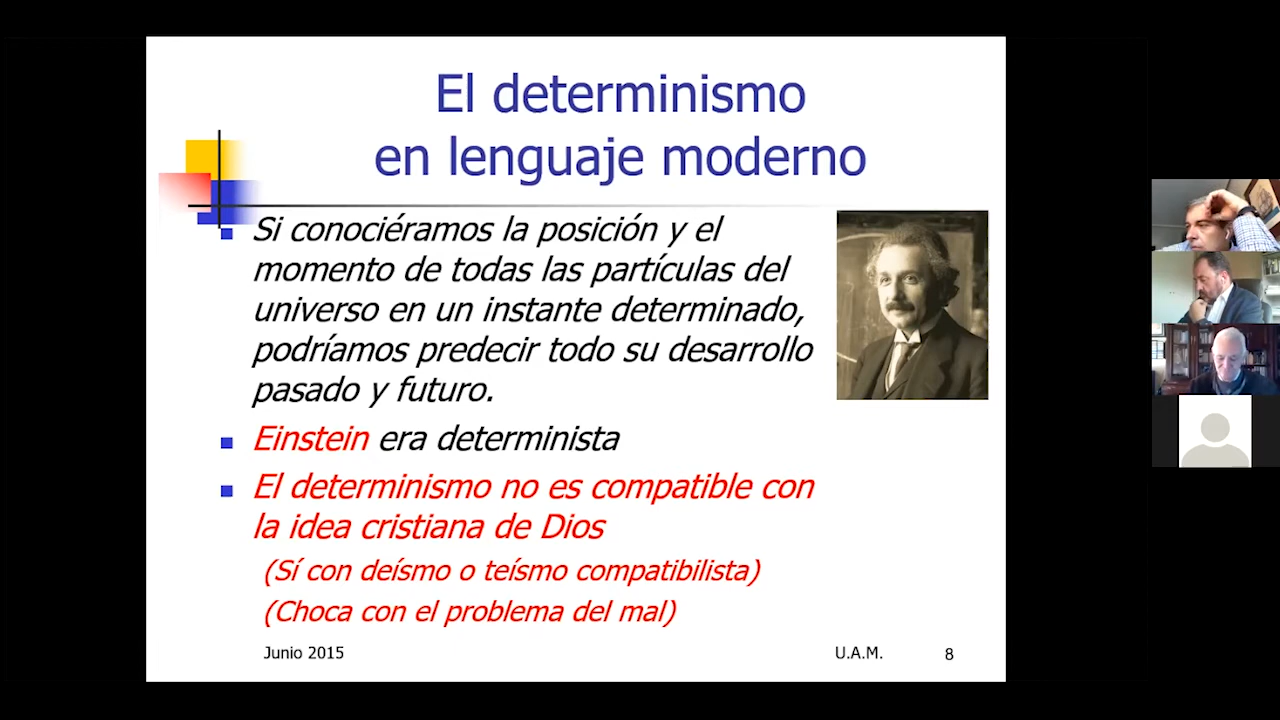 El determinismo
en lenguaje moderno
Si conociéramos la posición y el
momento de todas las partículas del
universo en un instante determinado,
podríamos predecir todo su desarrollo
pasado y futuro.
Einstein era determinista
El determinismo no es compatible con
la idea cristiana de Dios
(Sí con deísmo o teísmo compatibilista)
(Choca con el problema del mal)
Junio 2015 U.A.M. 8